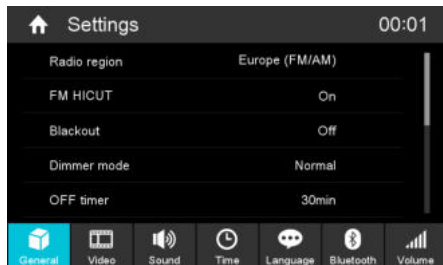 Settings 00:01
Radio region Europe (FM/AM)
FM HICUT On
Blackout Off
Dimmer mode Normal
OFF timer 30min
General Video Sound Time Language Bluetooth Volume